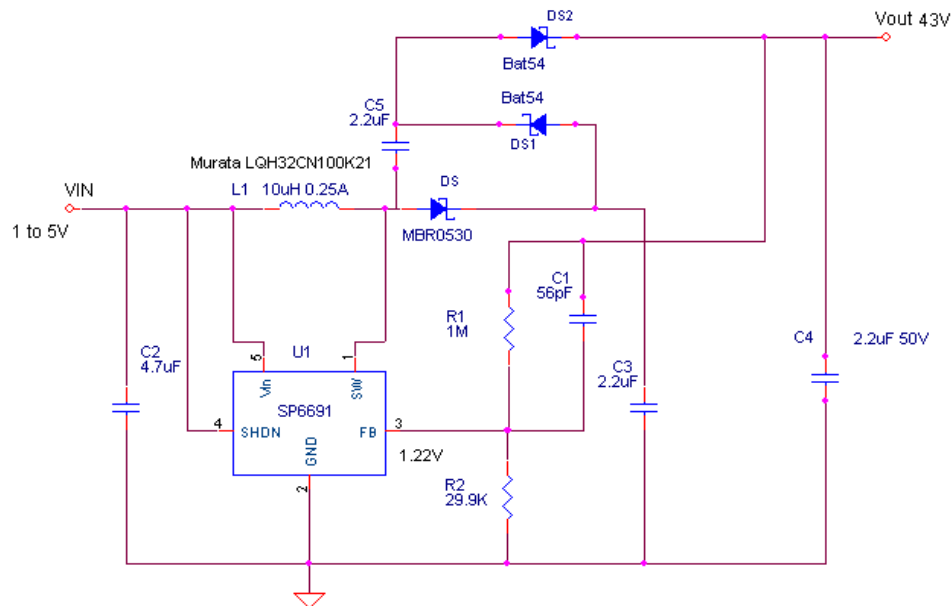 DS2
Vout 43V
Bat54
Bat54
C5
2.2uF
DS1
Murata LQH32CN100K21
VIN
L1 10uH 0.25A
DS
1 to 5V
MBR0530
C1
56pF
R1
1M
C4
2.2uF 50V
C2
4.7uF
U1
5
1
C3
2.2uF
Vin
SW
SP6691
4
SHDN
FB
3
GND
1.22V
2
R2
29.9K